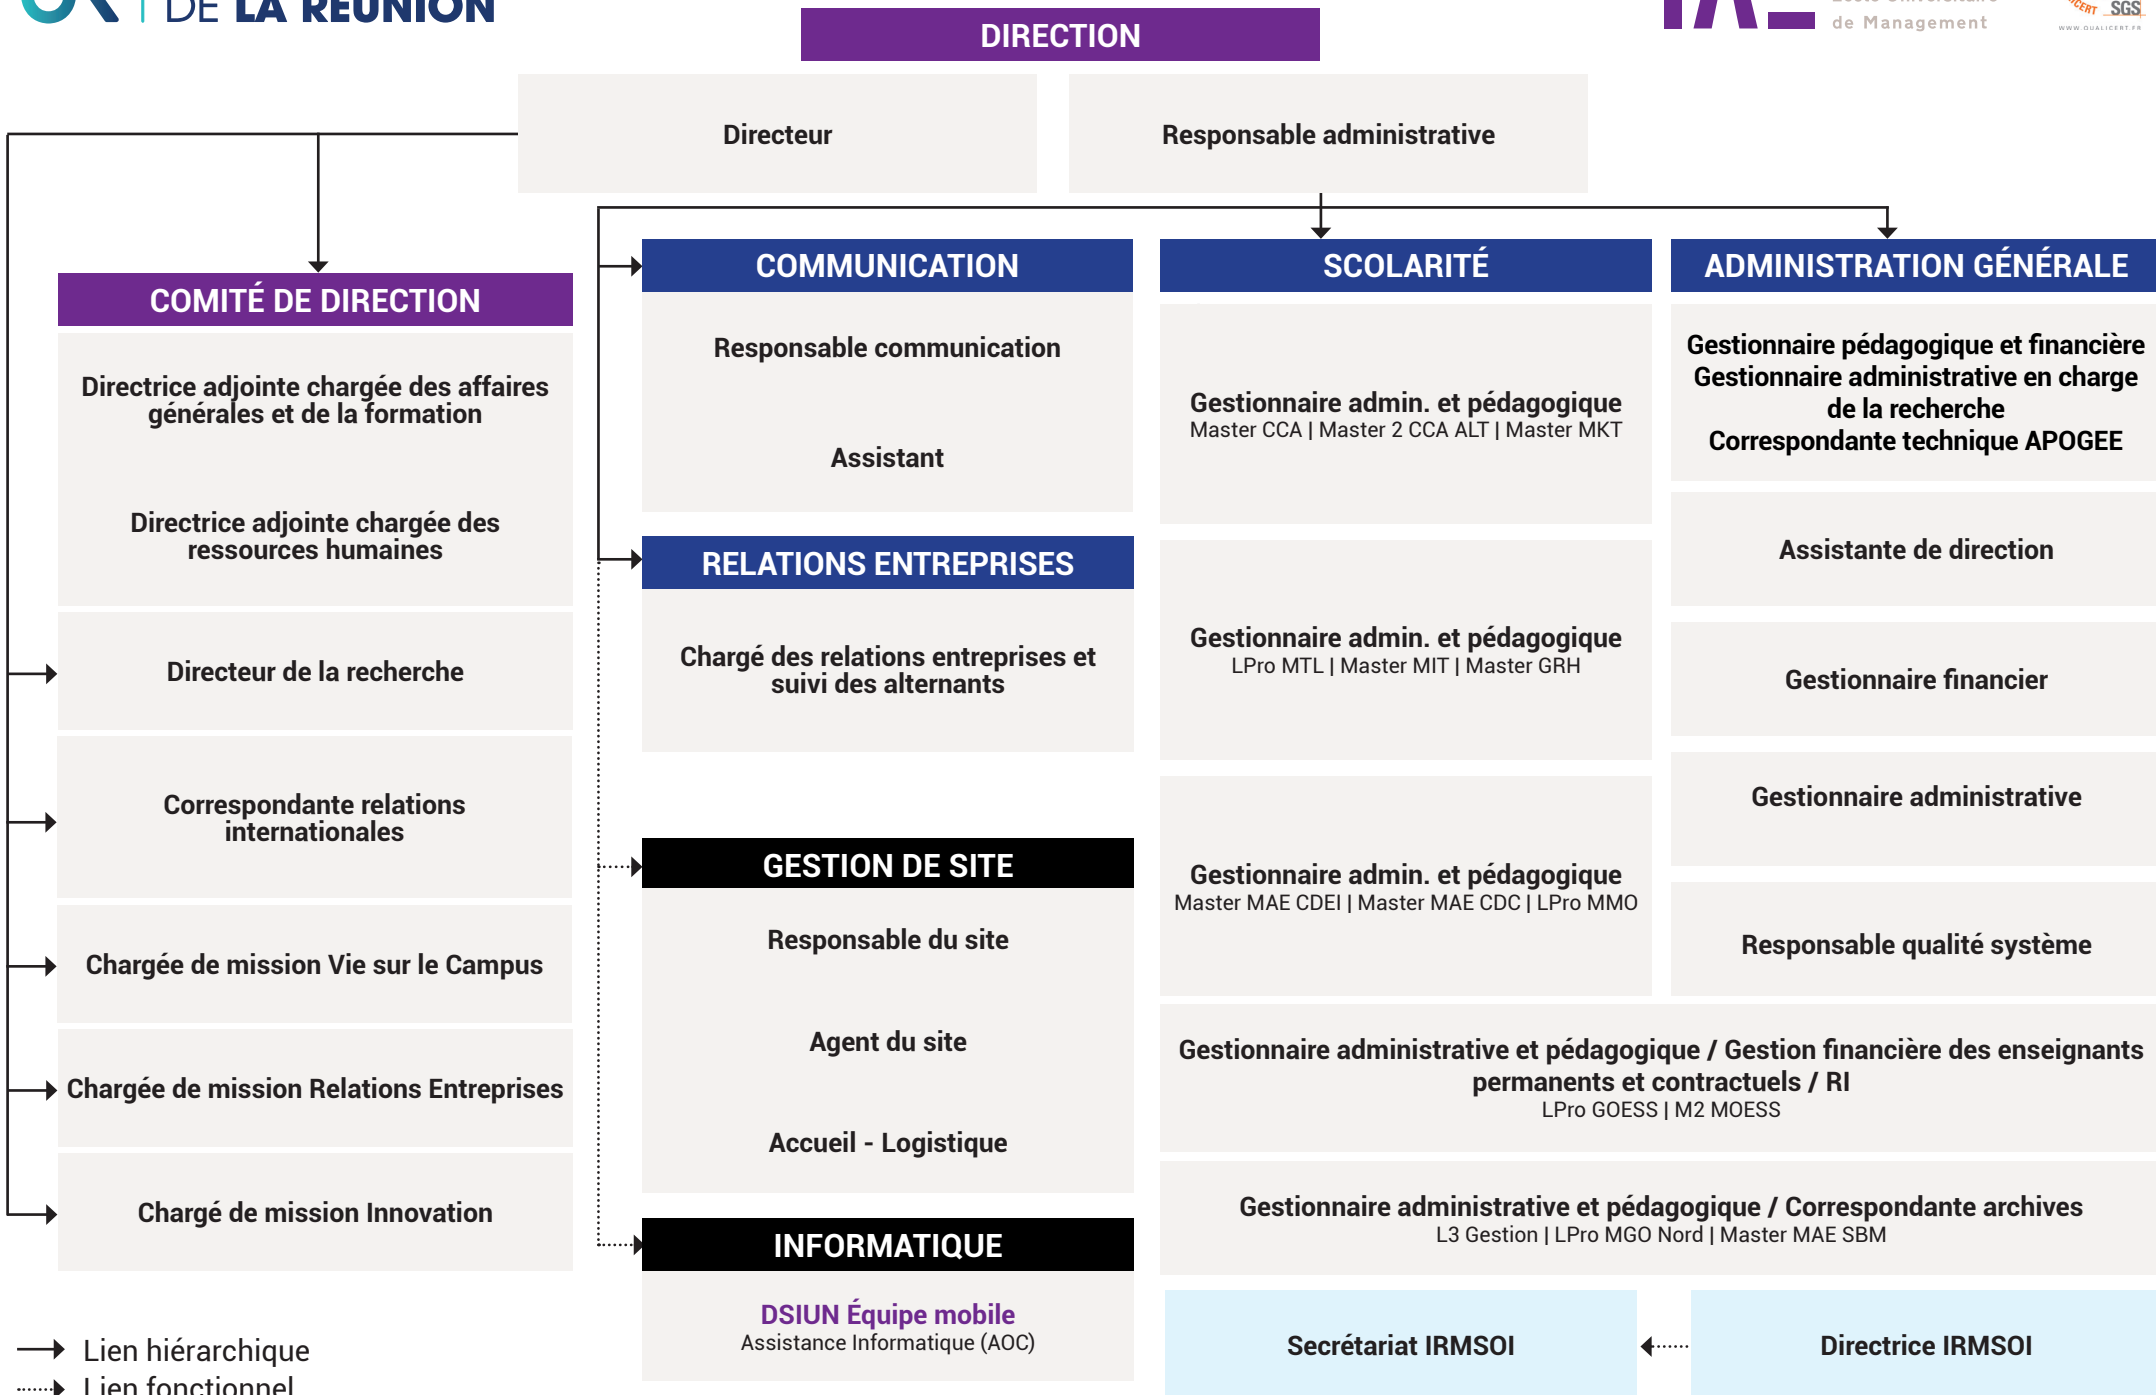 DE LA RÉUNION
de Management
SGS
WWW.QUALICERT.FR
DIRECTION
Directeur
Responsable administrative
COMITÉ DE DIRECTION
Directrice adjointe chargée des affaires
générales et de la formation
Directrice adjointe chargée des
ressources humaines
Directeur de la recherche
Correspondante relations
internationales
Chargée de mission Vie sur le Campus
Chargée de mission Relations Entreprises
Chargé de mission Innovation
COMMUNICATION
Responsable communication
Assistant
RELATIONS ENTREPRISES
Chargé des relations entreprises et
suivi des alternants
GESTION DE SITE
Responsable du site
Agent du site
Accueil - Logistique
INFORMATIQUE
DSIUN Équipe mobile
Assistance Informatique (AOC)
SCOLARITÉ
Gestionnaire admin. et pédagogique
Master CCA | Master 2 CCA ALT | Master MKT
Gestionnaire admin. et pédagogique
LPro MTL | Master MIT | Master GRH
Gestionnaire admin. et pédagogique
Master MAE CDEI | Master MAE CDC | LPro MMO
ADMINISTRATION GÉNÉRALE
Gestionnaire pédagogique et financière
Gestionnaire administrative en charge
de la recherche
Correspondante technique APOGEE
Assistante de direction
Gestionnaire financier
Gestionnaire administrative
Responsable qualité système
Gestionnaire administrative et pédagogique / Gestion financière des enseignants
permanents et contractuels / RI
LPro GOESS | M2 MOESS
Gestionnaire administrative et pédagogique / Correspondante archives
L3 Gestion | LPro MGO Nord | Master MAE SBM
Secrétariat IRMSOI
Directrice IRMSOI
Lien hiérarchique
Lien fonctionnel